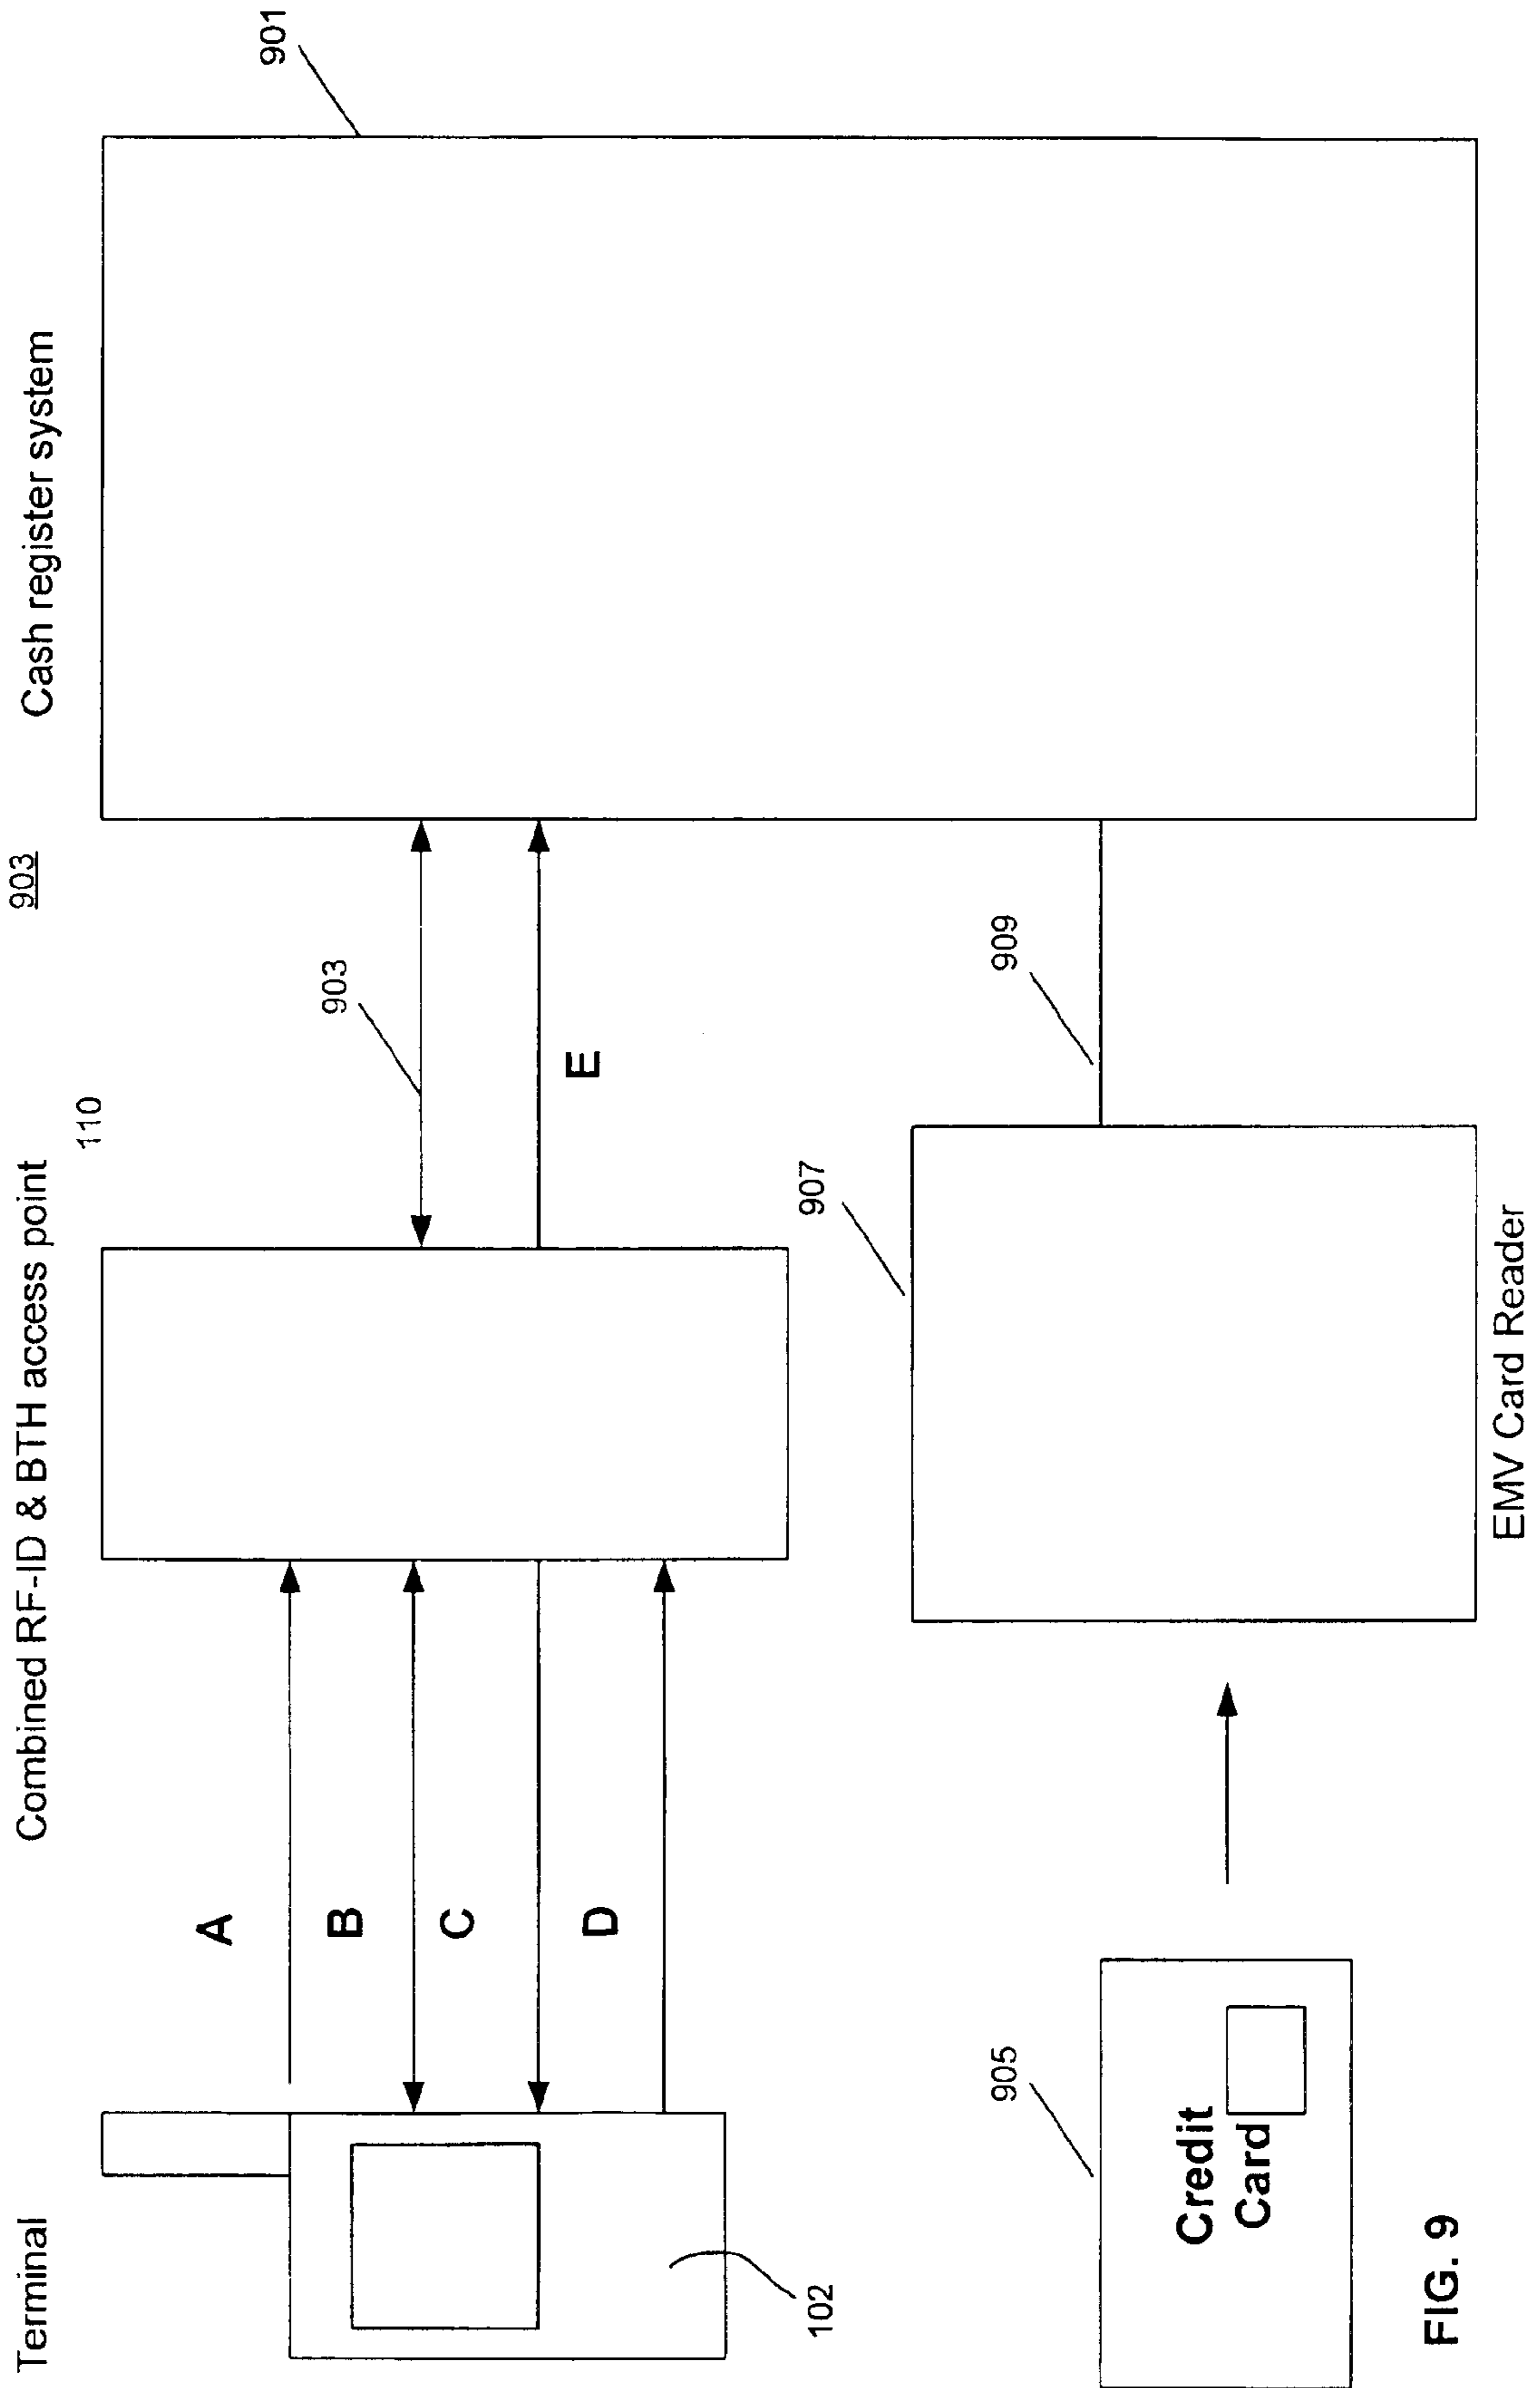 903
Terminal
Combined RF-ID & BTH access point
Cash register system
110
901
A
B
C
D
903
E
102
907
909
905
Credit
Card
EMV Card Reader
FIG. 9